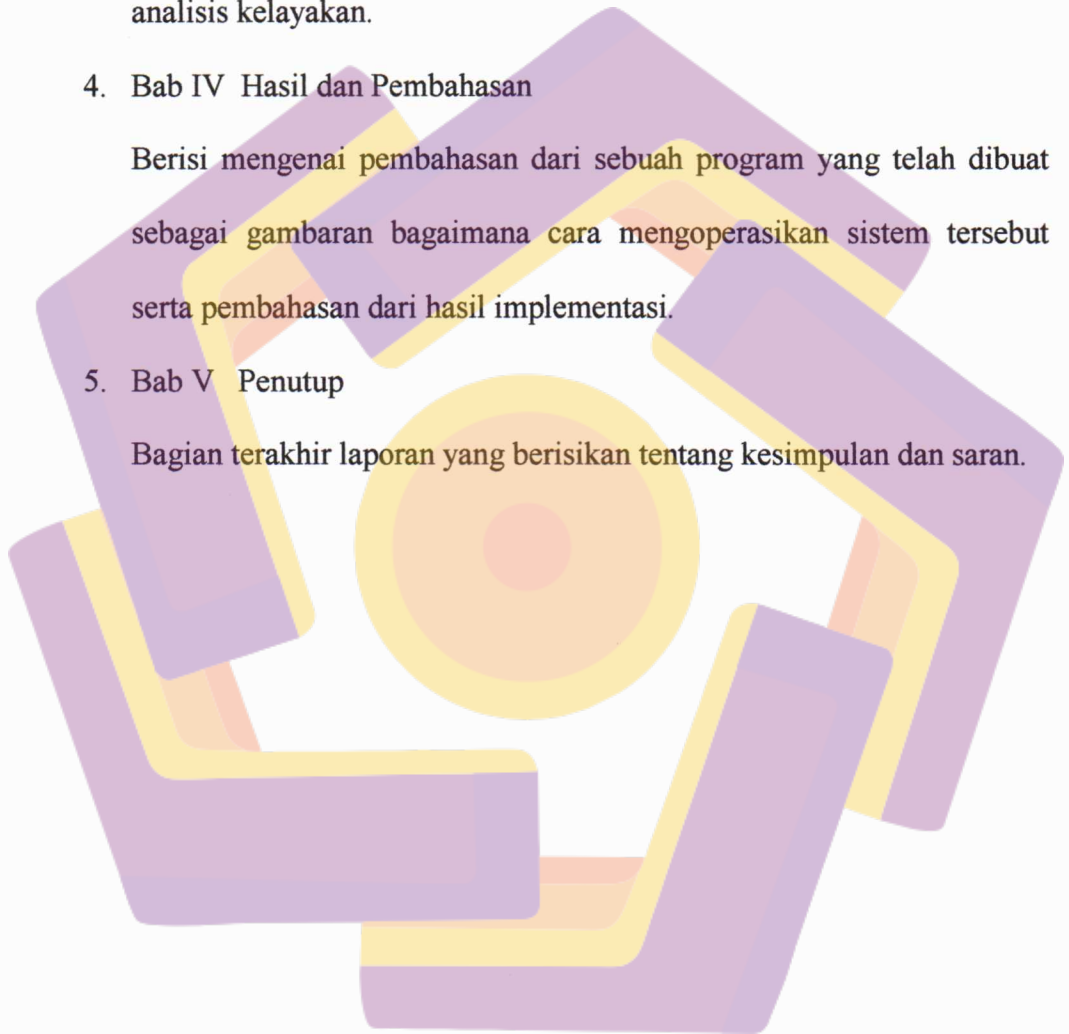 analisis kelayakan.
4. Bab IV Hasil dan Pembahasan
Berisi mengenai pembahasan dari sebuah program yang telah dibuat
sebagai gambaran bagaimana cara mengoperasikan sistem tersebut
serta pembahasan dari hasil implementasi.
5. Bab V Penutup
Bagian terakhir laporan yang berisikan tentang kesimpulan dan saran.